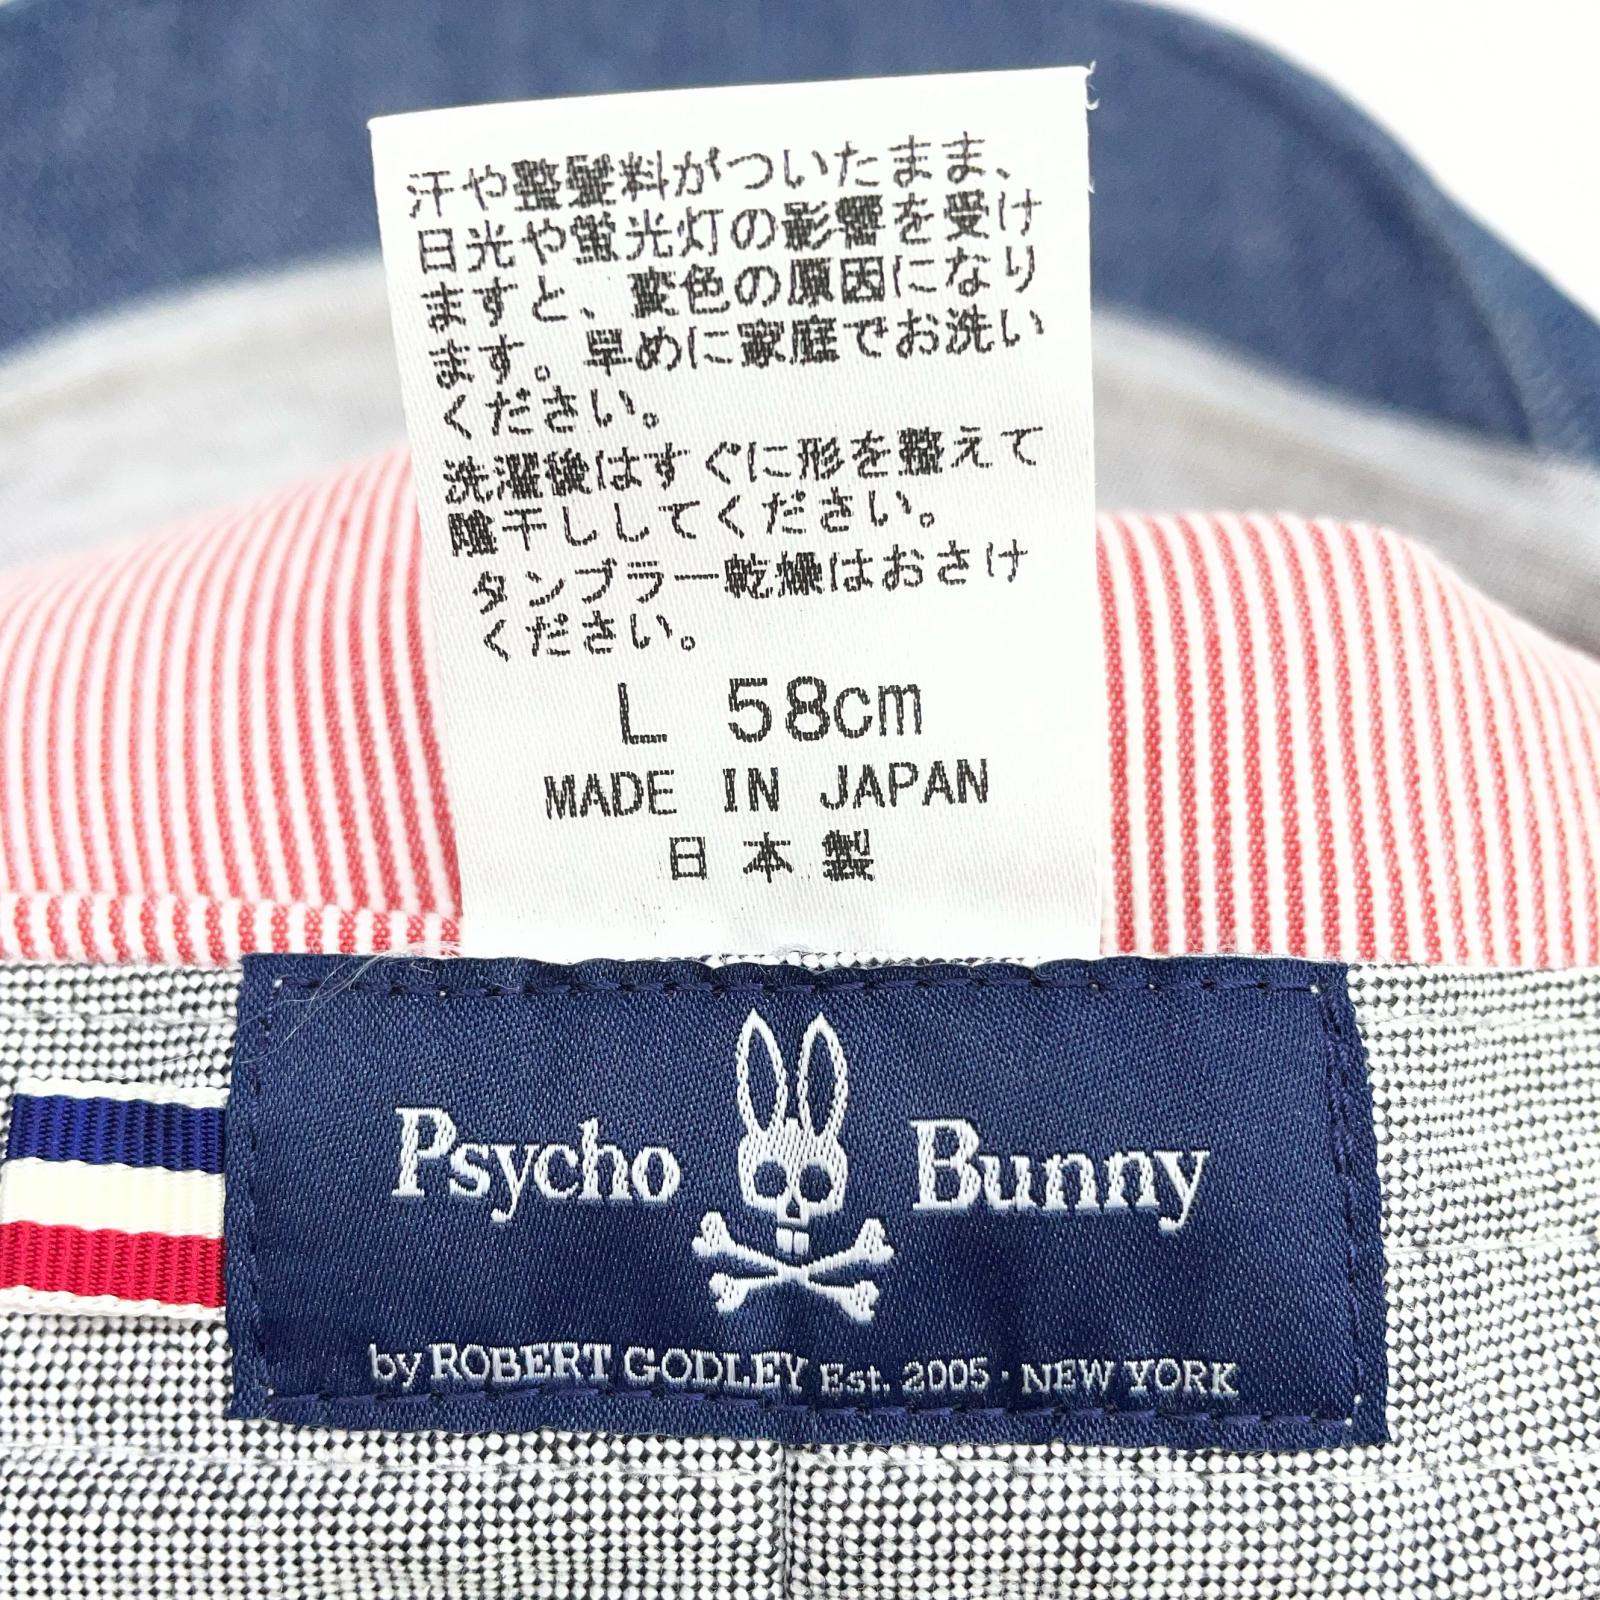 汗や整髪料がついたまま、
日光や蛍光灯の影響を受け
ますと、変色の原因になり
ます。早めに家庭でお洗い
ください。
洗濯後はすぐに形を整えて
陰干ししてください。
タンブラー乾燥はおさけ
ください。
L 58cm
MADE IN JAPAN
日本製
Psycho Bunny
by ROBERT GODLEY Est. 2005 · NEW YORK